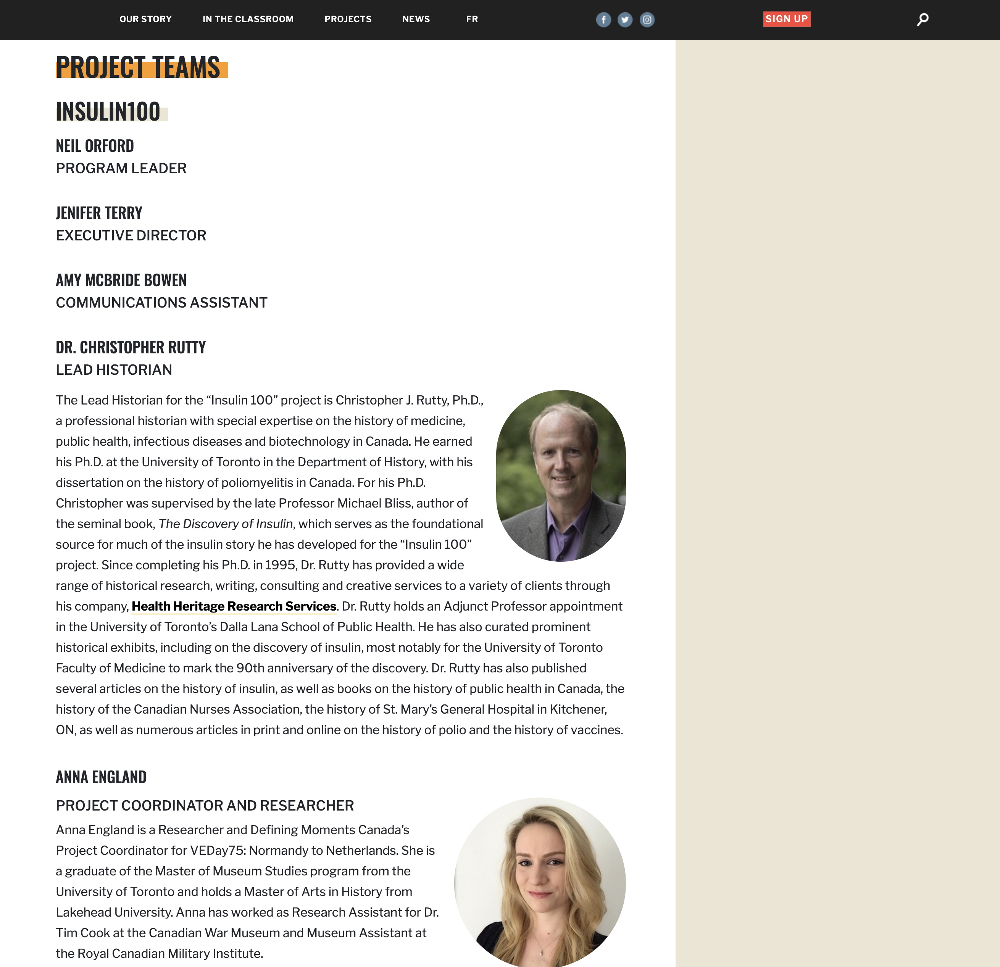 OUR STORY IN THE CLASSROOM PROJECTS NEWS FR SIGN UP
PROJECT TEAMS
INSULIN100
NEIL ORFORD
PROGRAM LEADER
JENIFER TERRY
EXECUTIVE DIRECTOR
AMY MCBRIDE BOWEN
COMMUNICATIONS ASSISTANT
DR. CHRISTOPHER RUTTY
LEAD HISTORIAN
The Lead Historian for the “Insulin 100” project is Christopher J. Rutty, Ph.D.,
a professional historian with special expertise on the history of medicine,
public health, infectious diseases and biotechnology in Canada. He earned
his Ph.D. at the University of Toronto in the Department of History, with his
dissertation on the history of poliomyelitis in Canada. For his Ph.D.
Christopher was supervised by the late Professor Michael Bliss, author of
the seminal book, The Discovery of Insulin, which serves as the foundational
source for much of the insulin story he has developed for the “Insulin 100”
project. Since completing his Ph.D. in 1995, Dr. Rutty has provided a wide
range of historical research, writing, consulting and creative services to a variety of clients through
his company, Health Heritage Research Services. Dr. Rutty holds an Adjunct Professor appointment
in the University of Toronto’s Dalla Lana School of Public Health. He has also curated prominent
historical exhibits, including on the discovery of insulin, most notably for the University of Toronto
Faculty of Medicine to mark the 90th anniversary of the discovery. Dr. Rutty has also published
several articles on the history of insulin, as well as books on the history of public health in Canada, the
history of the Canadian Nurses Association, the history of St. Mary’s General Hospital in Kitchener,
ON, as well as numerous articles in print and online on the history of polio and the history of vaccines.
ANNA ENGLAND
PROJECT COORDINATOR AND RESEARCHER
Anna England is a Researcher and Defining Moments Canada’s
Project Coordinator for VEDay75: Normandy to Netherlands. She is
a graduate of the Master of Museum Studies program from the
University of Toronto and holds a Master of Arts in History from
Lakehead University. Anna has worked as Research Assistant for Dr.
Tim Cook at the Canadian War Museum and Museum Assistant at
the Royal Canadian Military Institute.